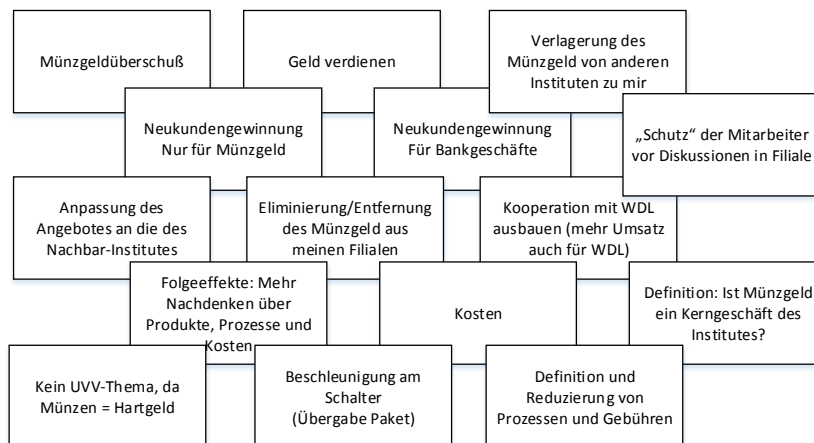 Münzgeldüberschuß
Geld verdienen
Verlagerung des
Münzgeld von anderen
Instituten zu mir
Neukundengewinnung
Nur für Münzgeld
Neukundengewinnung
Für Bankgeschäfte
„Schutz“ der Mitarbeiter
vor Diskussionen in Filiale
Anpassung des
Angebotes an die des
Nachbar-Institutes
Eliminierung/Entfernung
des Münzgeld aus
meinen Filialen
Kooperation mit WDL
ausbauen (mehr Umsatz
auch für WDL)
Folgeeffekte: Mehr
Nachdenken über
Produkte, Prozesse und
Kosten
Kosten
Definition: Ist Münzgeld
ein Kerngeschäft des
Institutes?
Kein UVV-Thema, da
Münzen = Hartgeld
Beschleunigung am
Schalter
(Übergabe Paket)
Definition und
Reduzierung von
Prozessen und Gebühren